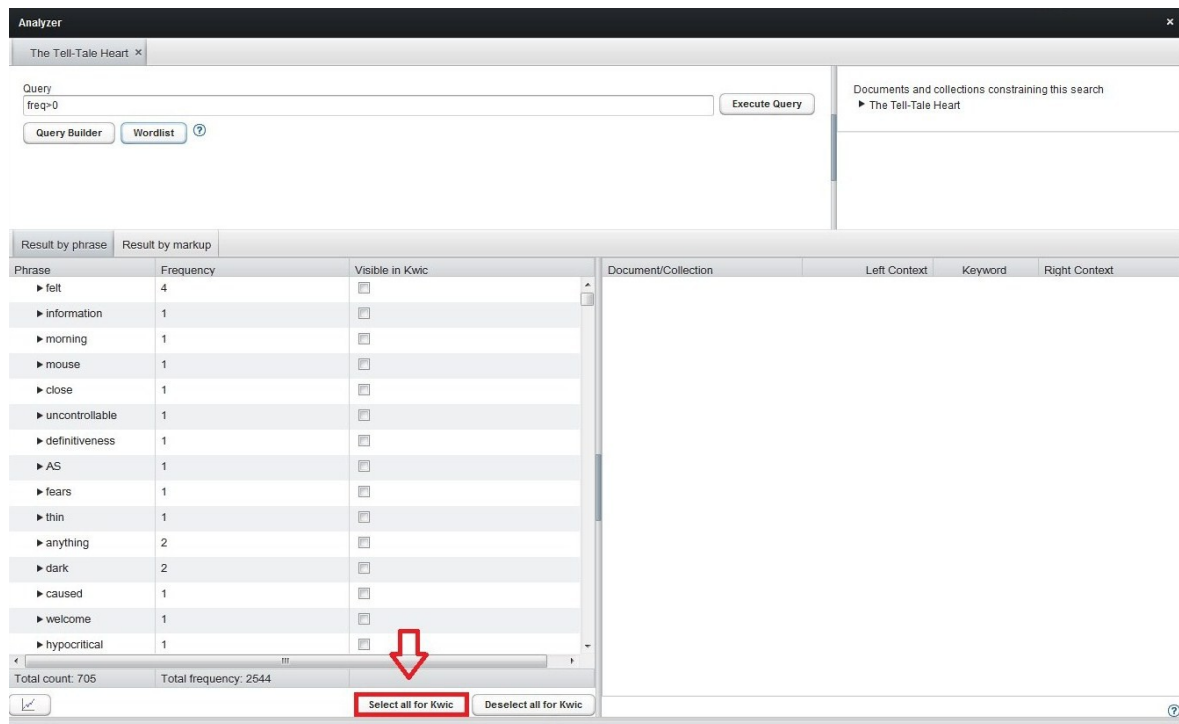 Analyzer ×
The Tell-Tale Heart ×
Query
freq>0
Execute Query
Query Builder Wordlist ?
Documents and collections constraining this search
The Tell-Tale Heart
Result by phrase Result by markup
Phrase Frequency Visible in Kwic
felt 4
information 1
morning 1
mouse 1
close 1
uncontrollable 1
definitiveness 1
AS 1
fears 1
thin 1
anything 2
dark 2
caused 1
welcome 1
hypocritical 1
Total count: 705 Total frequency: 2544
Select all for Kwic Deselect all for Kwic
Document/Collection Left Context Keyword Right Context
?